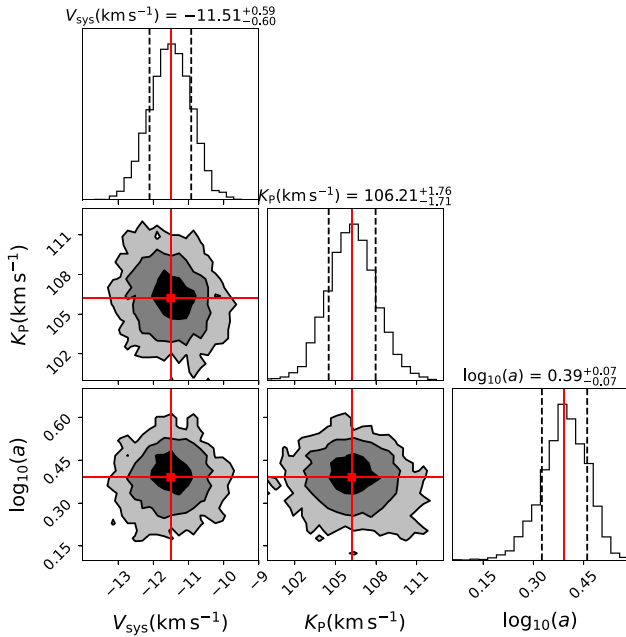 V_sys(km s⁻¹) = −11.51 +0.59 −0.60
K_P(km s⁻¹) = 106.21 +1.76 −1.71
111
108
105
102
K_P(km s⁻¹)
log₁₀(a) = 0.39 +0.07 −0.07
0.60
0.45
0.30
0.15
log₁₀(a)
−13 −12 −11 −10 −9 102 105 108 111 0.15 0.30 0.45
V_sys(km s⁻¹) K_P(km s⁻¹) log₁₀(a)